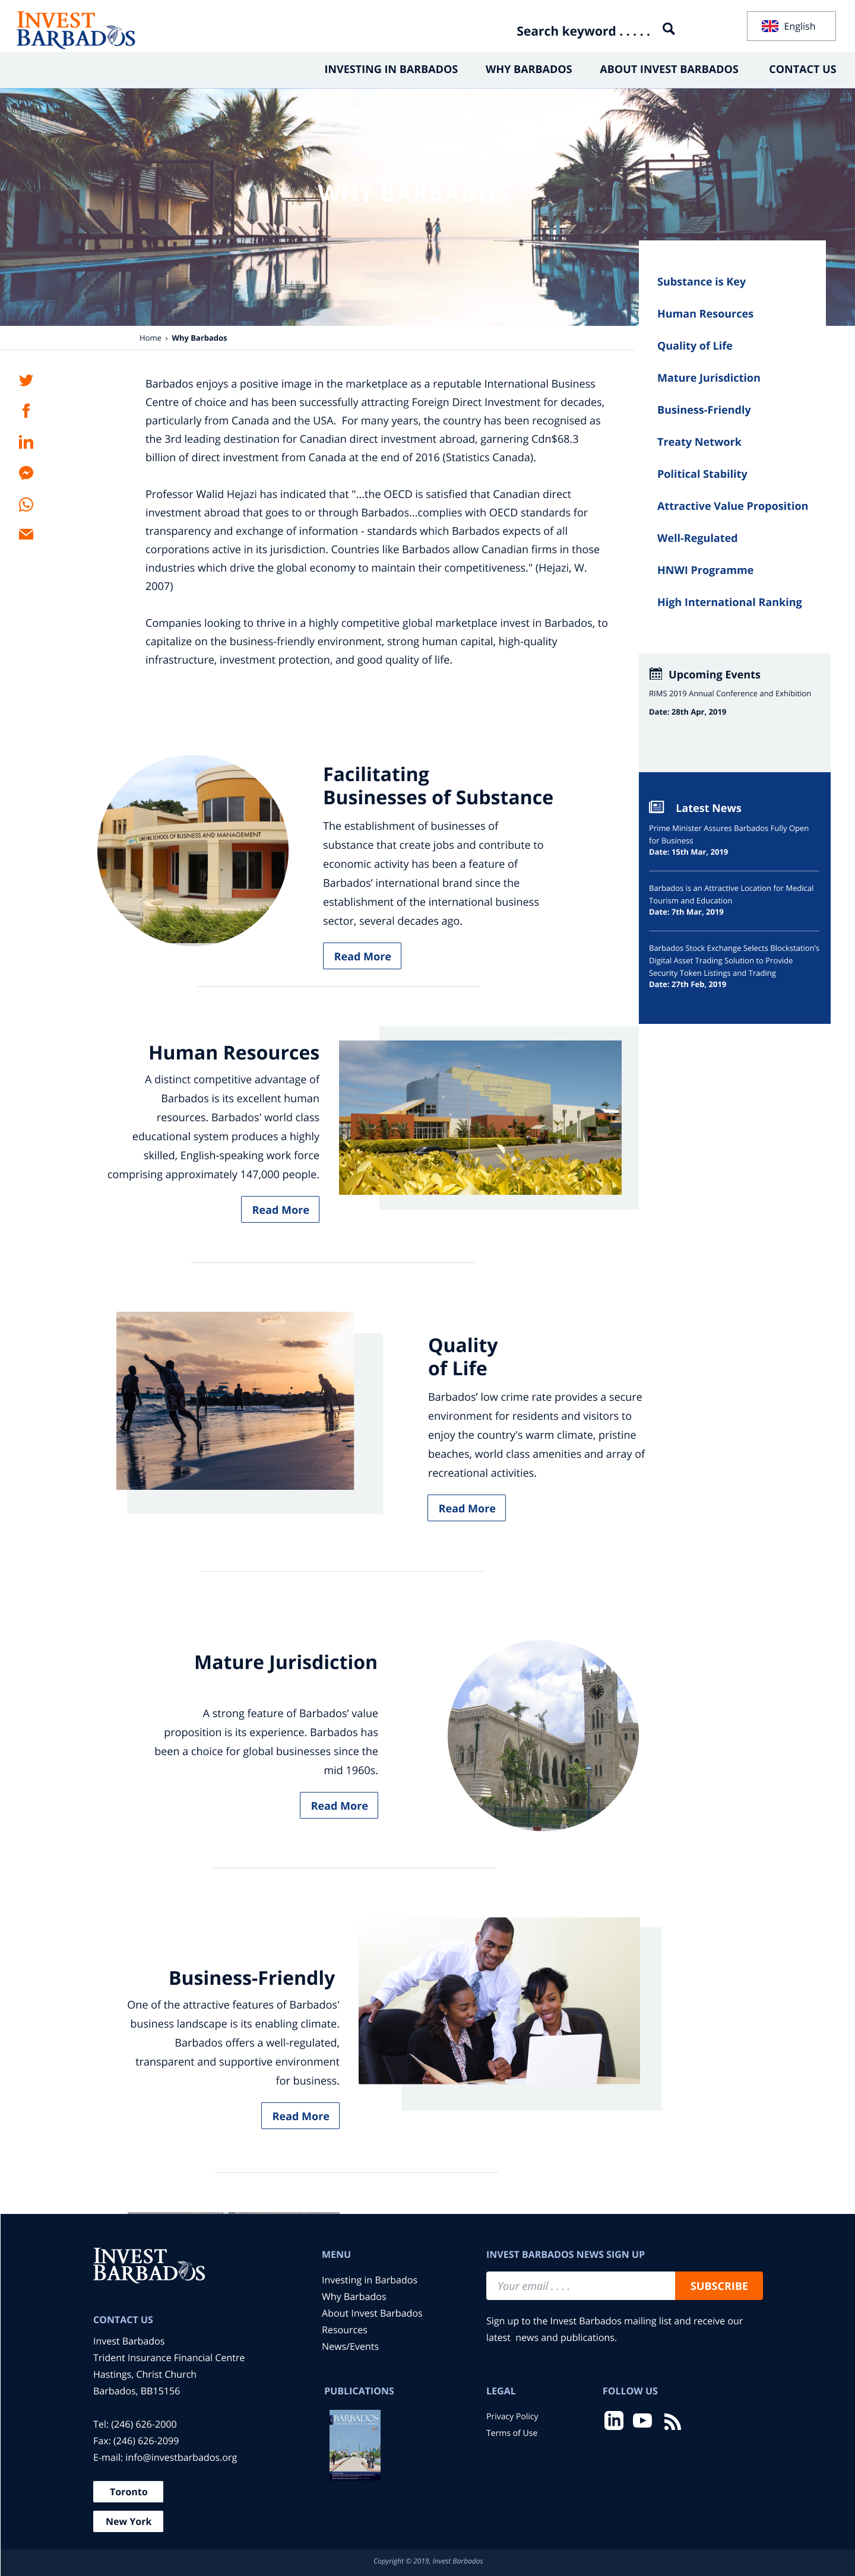 INVEST
BARBADOS
Search keyword . . . . .
English
INVESTING IN BARBADOS
WHY BARBADOS
ABOUT INVEST BARBADOS
CONTACT US
WHY BARBADOS
Home › Why Barbados
Substance is Key
Human Resources
Quality of Life
Mature Jurisdiction
Business-Friendly
Treaty Network
Political Stability
Attractive Value Proposition
Well-Regulated
HNWI Programme
High International Ranking
Barbados enjoys a positive image in the marketplace as a reputable International Business
Centre of choice and has been successfully attracting Foreign Direct Investment for decades,
particularly from Canada and the USA.  For many years, the country has been recognised as
the 3rd leading destination for Canadian direct investment abroad, garnering Cdn$68.3
billion of direct investment from Canada at the end of 2016 (Statistics Canada).
Professor Walid Hejazi has indicated that "...the OECD is satisfied that Canadian direct
investment abroad that goes to or through Barbados...complies with OECD standards for
transparency and exchange of information - standards which Barbados expects of all
corporations active in its jurisdiction. Countries like Barbados allow Canadian firms in those
industries which drive the global economy to maintain their competitiveness." (Hejazi, W.
2007)
Companies looking to thrive in a highly competitive global marketplace invest in Barbados, to
capitalize on the business-friendly environment, strong human capital, high-quality
infrastructure, investment protection, and good quality of life.
Upcoming Events
RIMS 2019 Annual Conference and Exhibition
Date: 28th Apr, 2019
Latest News
Prime Minister Assures Barbados Fully Open
for Business
Date: 15th Mar, 2019
Barbados is an Attractive Location for Medical
Tourism and Education
Date: 7th Mar, 2019
Barbados Stock Exchange Selects Blockstation's
Digital Asset Trading Solution to Provide
Security Token Listings and Trading
Date: 27th Feb, 2019
CAVE HILL SCHOOL OF BUSINESS AND MANAGEMENT
Facilitating
Businesses of Substance
The establishment of businesses of
substance that create jobs and contribute to
economic activity has been a feature of
Barbados’ international brand since the
establishment of the international business
sector, several decades ago.
Read More
Human Resources
A distinct competitive advantage of
Barbados is its excellent human
resources. Barbados' world class
educational system produces a highly
skilled, English-speaking work force
comprising approximately 147,000 people.
Read More
Quality
of Life
Barbados’ low crime rate provides a secure
environment for residents and visitors to
enjoy the country's warm climate, pristine
beaches, world class amenities and array of
recreational activities.
Read More
Mature Jurisdiction
A strong feature of Barbados’ value
proposition is its experience. Barbados has
been a choice for global businesses since the
mid 1960s.
Read More
Business-Friendly
One of the attractive features of Barbados'
business landscape is its enabling climate.
Barbados offers a well-regulated,
transparent and supportive environment
for business.
Read More
INVEST
BARBADOS
CONTACT US
Invest Barbados
Trident Insurance Financial Centre
Hastings, Christ Church
Barbados, BB15156
Tel: (246) 626-2000
Fax: (246) 626-2099
E-mail: info@investbarbados.org
Toronto
New York
MENU
Investing in Barbados
Why Barbados
About Invest Barbados
Resources
News/Events
PUBLICATIONS
BARBADOS
INVEST BARBADOS NEWS SIGN UP
Your email . . . .
SUBSCRIBE
Sign up to the Invest Barbados mailing list and receive our
latest  news and publications.
LEGAL
Privacy Policy
Terms of Use
FOLLOW US
Copyright © 2019, Invest Barbados